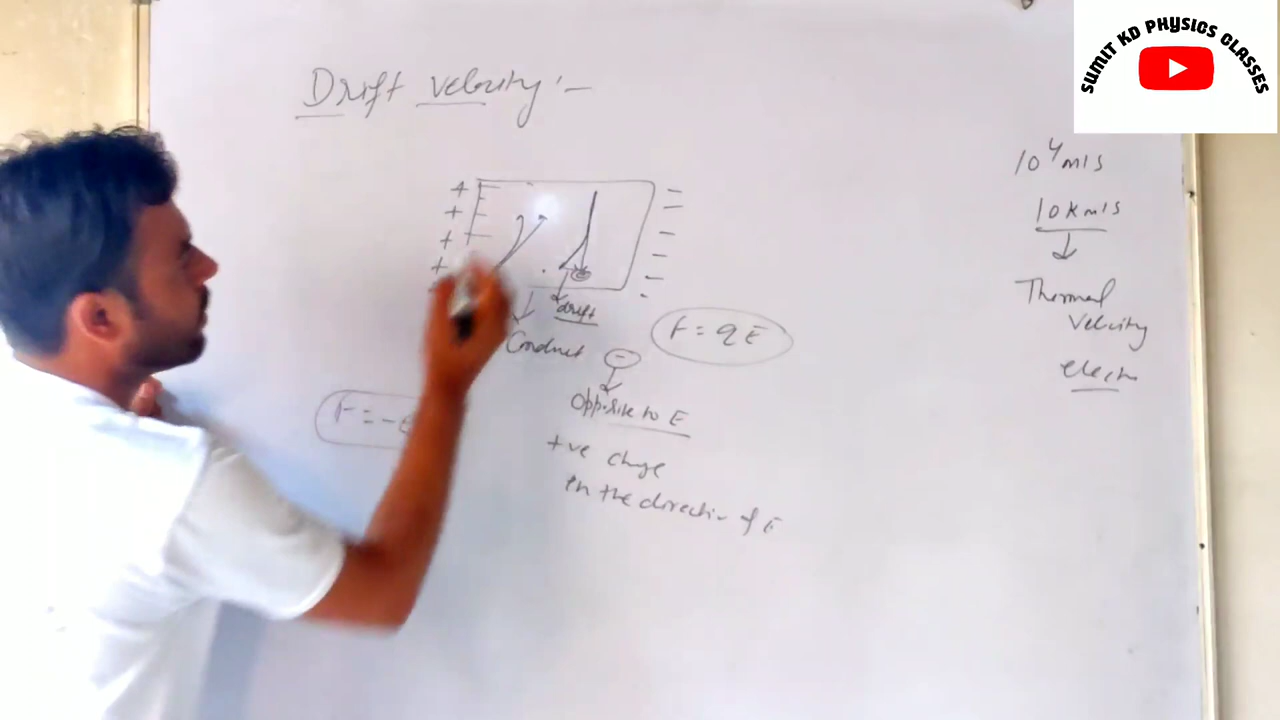 SUMIT KD PHYSICS CLASSES
Drift velocity :-
10⁴ m/s
10 km/s
Thermal
Velocity
electr
+ + + +
- - - - - -
drift
Conduct
F = qE
-
F = -e
Opposite to E
+ve charge
in the direction of E